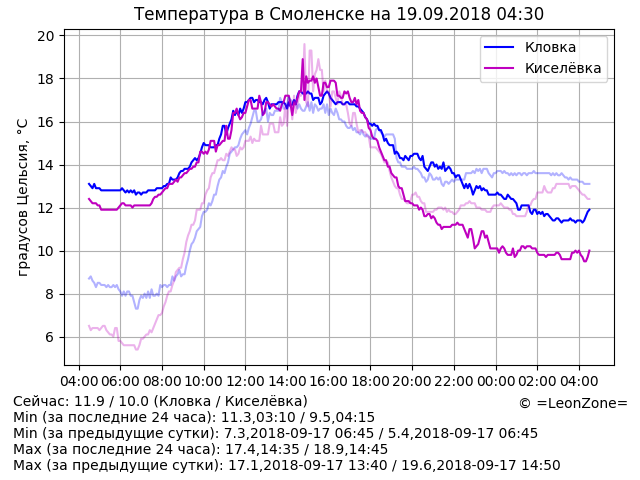 Температура в Смоленске на 19.09.2018 04:30
градусов Цельсия, °C
20
18
16
14
12
10
8
6
Кловка
Киселёвка
04:00 06:00 08:00 10:00 12:00 14:00 16:00 18:00 20:00 22:00 00:00 02:00 04:00
Сейчас: 11.9 / 10.0 (Кловка / Киселёвка)
© =LeonZone=
Min (за последние 24 часа): 11.3,03:10 / 9.5,04:15
Min (за предыдущие сутки): 7.3,2018-09-17 06:45 / 5.4,2018-09-17 06:45
Max (за последние 24 часа): 17.4,14:35 / 18.9,14:45
Max (за предыдущие сутки): 17.1,2018-09-17 13:40 / 19.6,2018-09-17 14:50